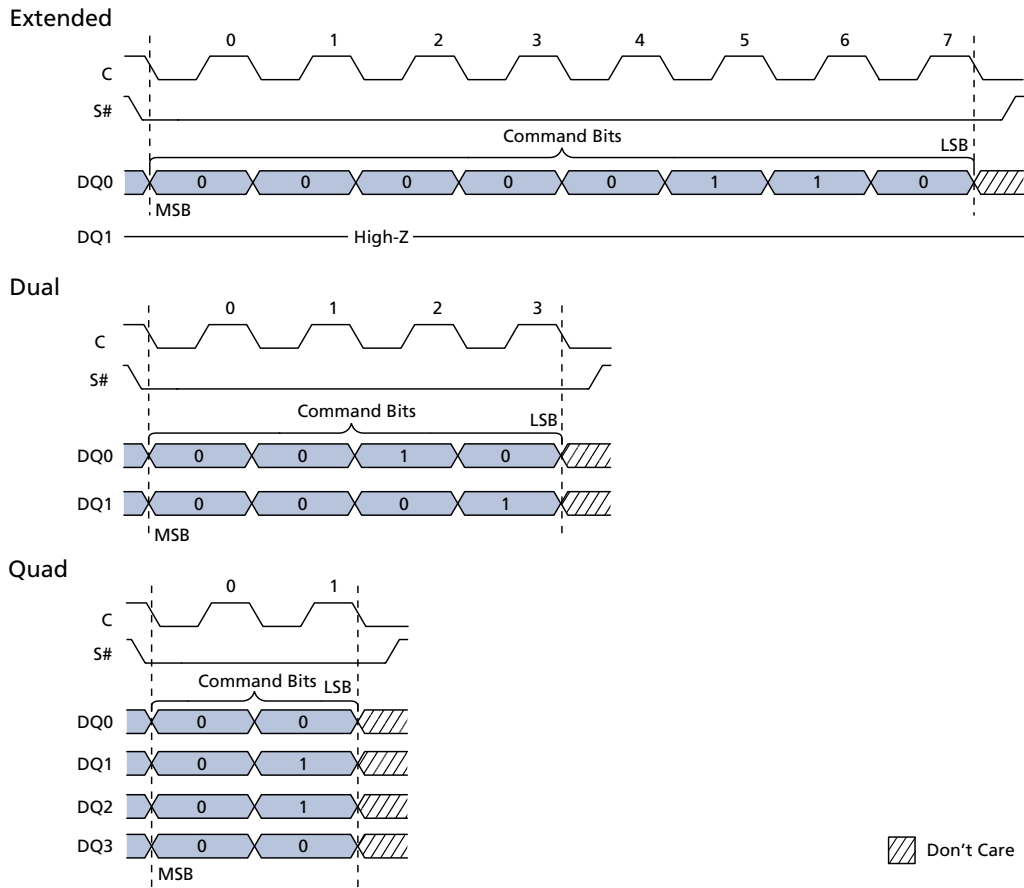 Extended
0 1 2 3 4 5 6 7
C
S#
Command Bits
LSB
DQ0 0 0 0 0 0 1 1 0
MSB
DQ1 High-Z
Dual
0 1 2 3
C
S#
Command Bits
LSB
DQ0 0 0 1 0
DQ1 0 0 0 1
MSB
Quad
0 1
C
S#
Command Bits LSB
DQ0 0 0
DQ1 0 1
DQ2 0 1
DQ3 0 0
MSB
Don't Care